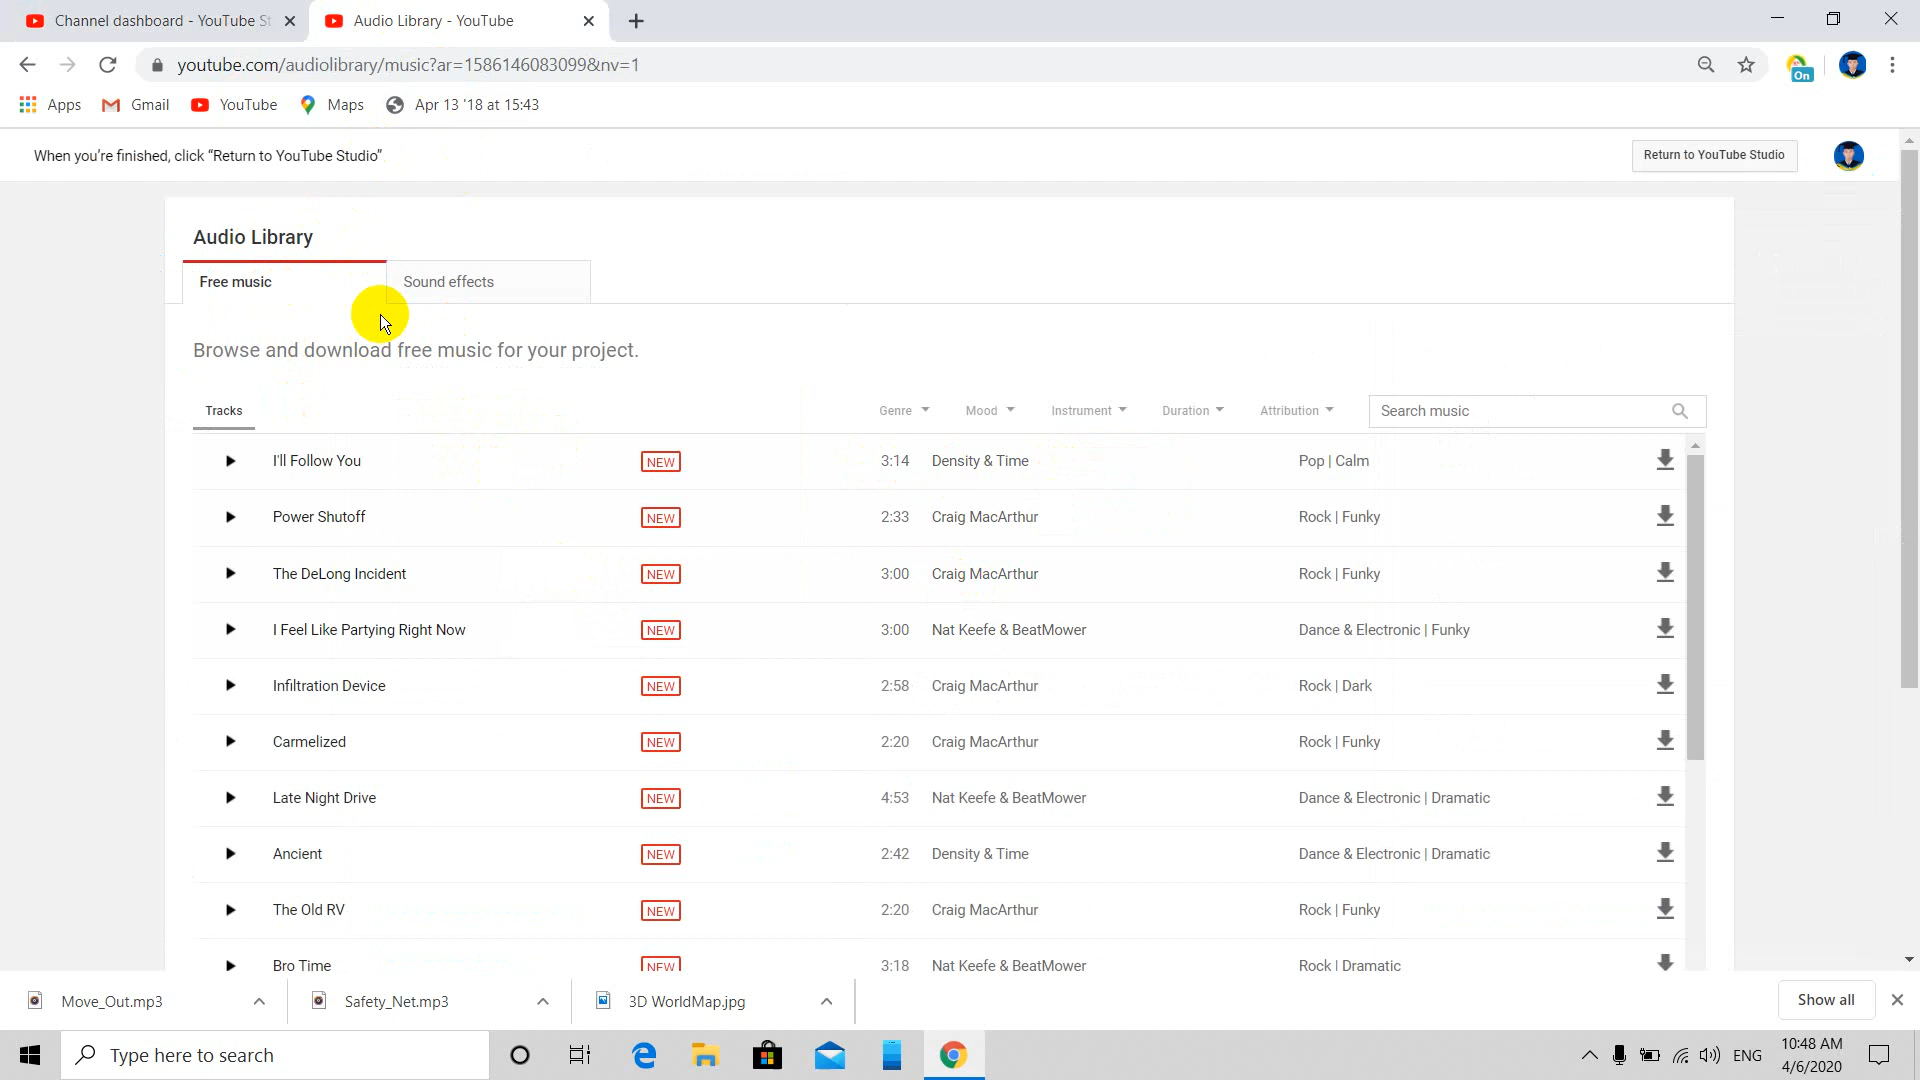 Channel dashboard - YouTube St
Audio Library - YouTube
youtube.com/audiolibrary/music?ar=1586146083099&nv=1
On
Apps Gmail YouTube Maps Apr 13 '18 at 15:43
When you're finished, click “Return to YouTube Studio”
Return to YouTube Studio
Audio Library
Free music
Sound effects
Browse and download free music for your project.
Tracks Genre Mood Instrument Duration Attribution Search music
I'll Follow You NEW 3:14 Density & Time Pop | Calm
Power Shutoff NEW 2:33 Craig MacArthur Rock | Funky
The DeLong Incident NEW 3:00 Craig MacArthur Rock | Funky
I Feel Like Partying Right Now NEW 3:00 Nat Keefe & BeatMower Dance & Electronic | Funky
Infiltration Device NEW 2:58 Craig MacArthur Rock | Dark
Carmelized NEW 2:20 Craig MacArthur Rock | Funky
Late Night Drive NEW 4:53 Nat Keefe & BeatMower Dance & Electronic | Dramatic
Ancient NEW 2:42 Density & Time Dance & Electronic | Dramatic
The Old RV NEW 2:20 Craig MacArthur Rock | Funky
Bro Time NEW 3:18 Nat Keefe & BeatMower Rock | Dramatic
Move_Out.mp3 Safety_Net.mp3 3D WorldMap.jpg Show all
Type here to search
ENG
10:48 AM
4/6/2020